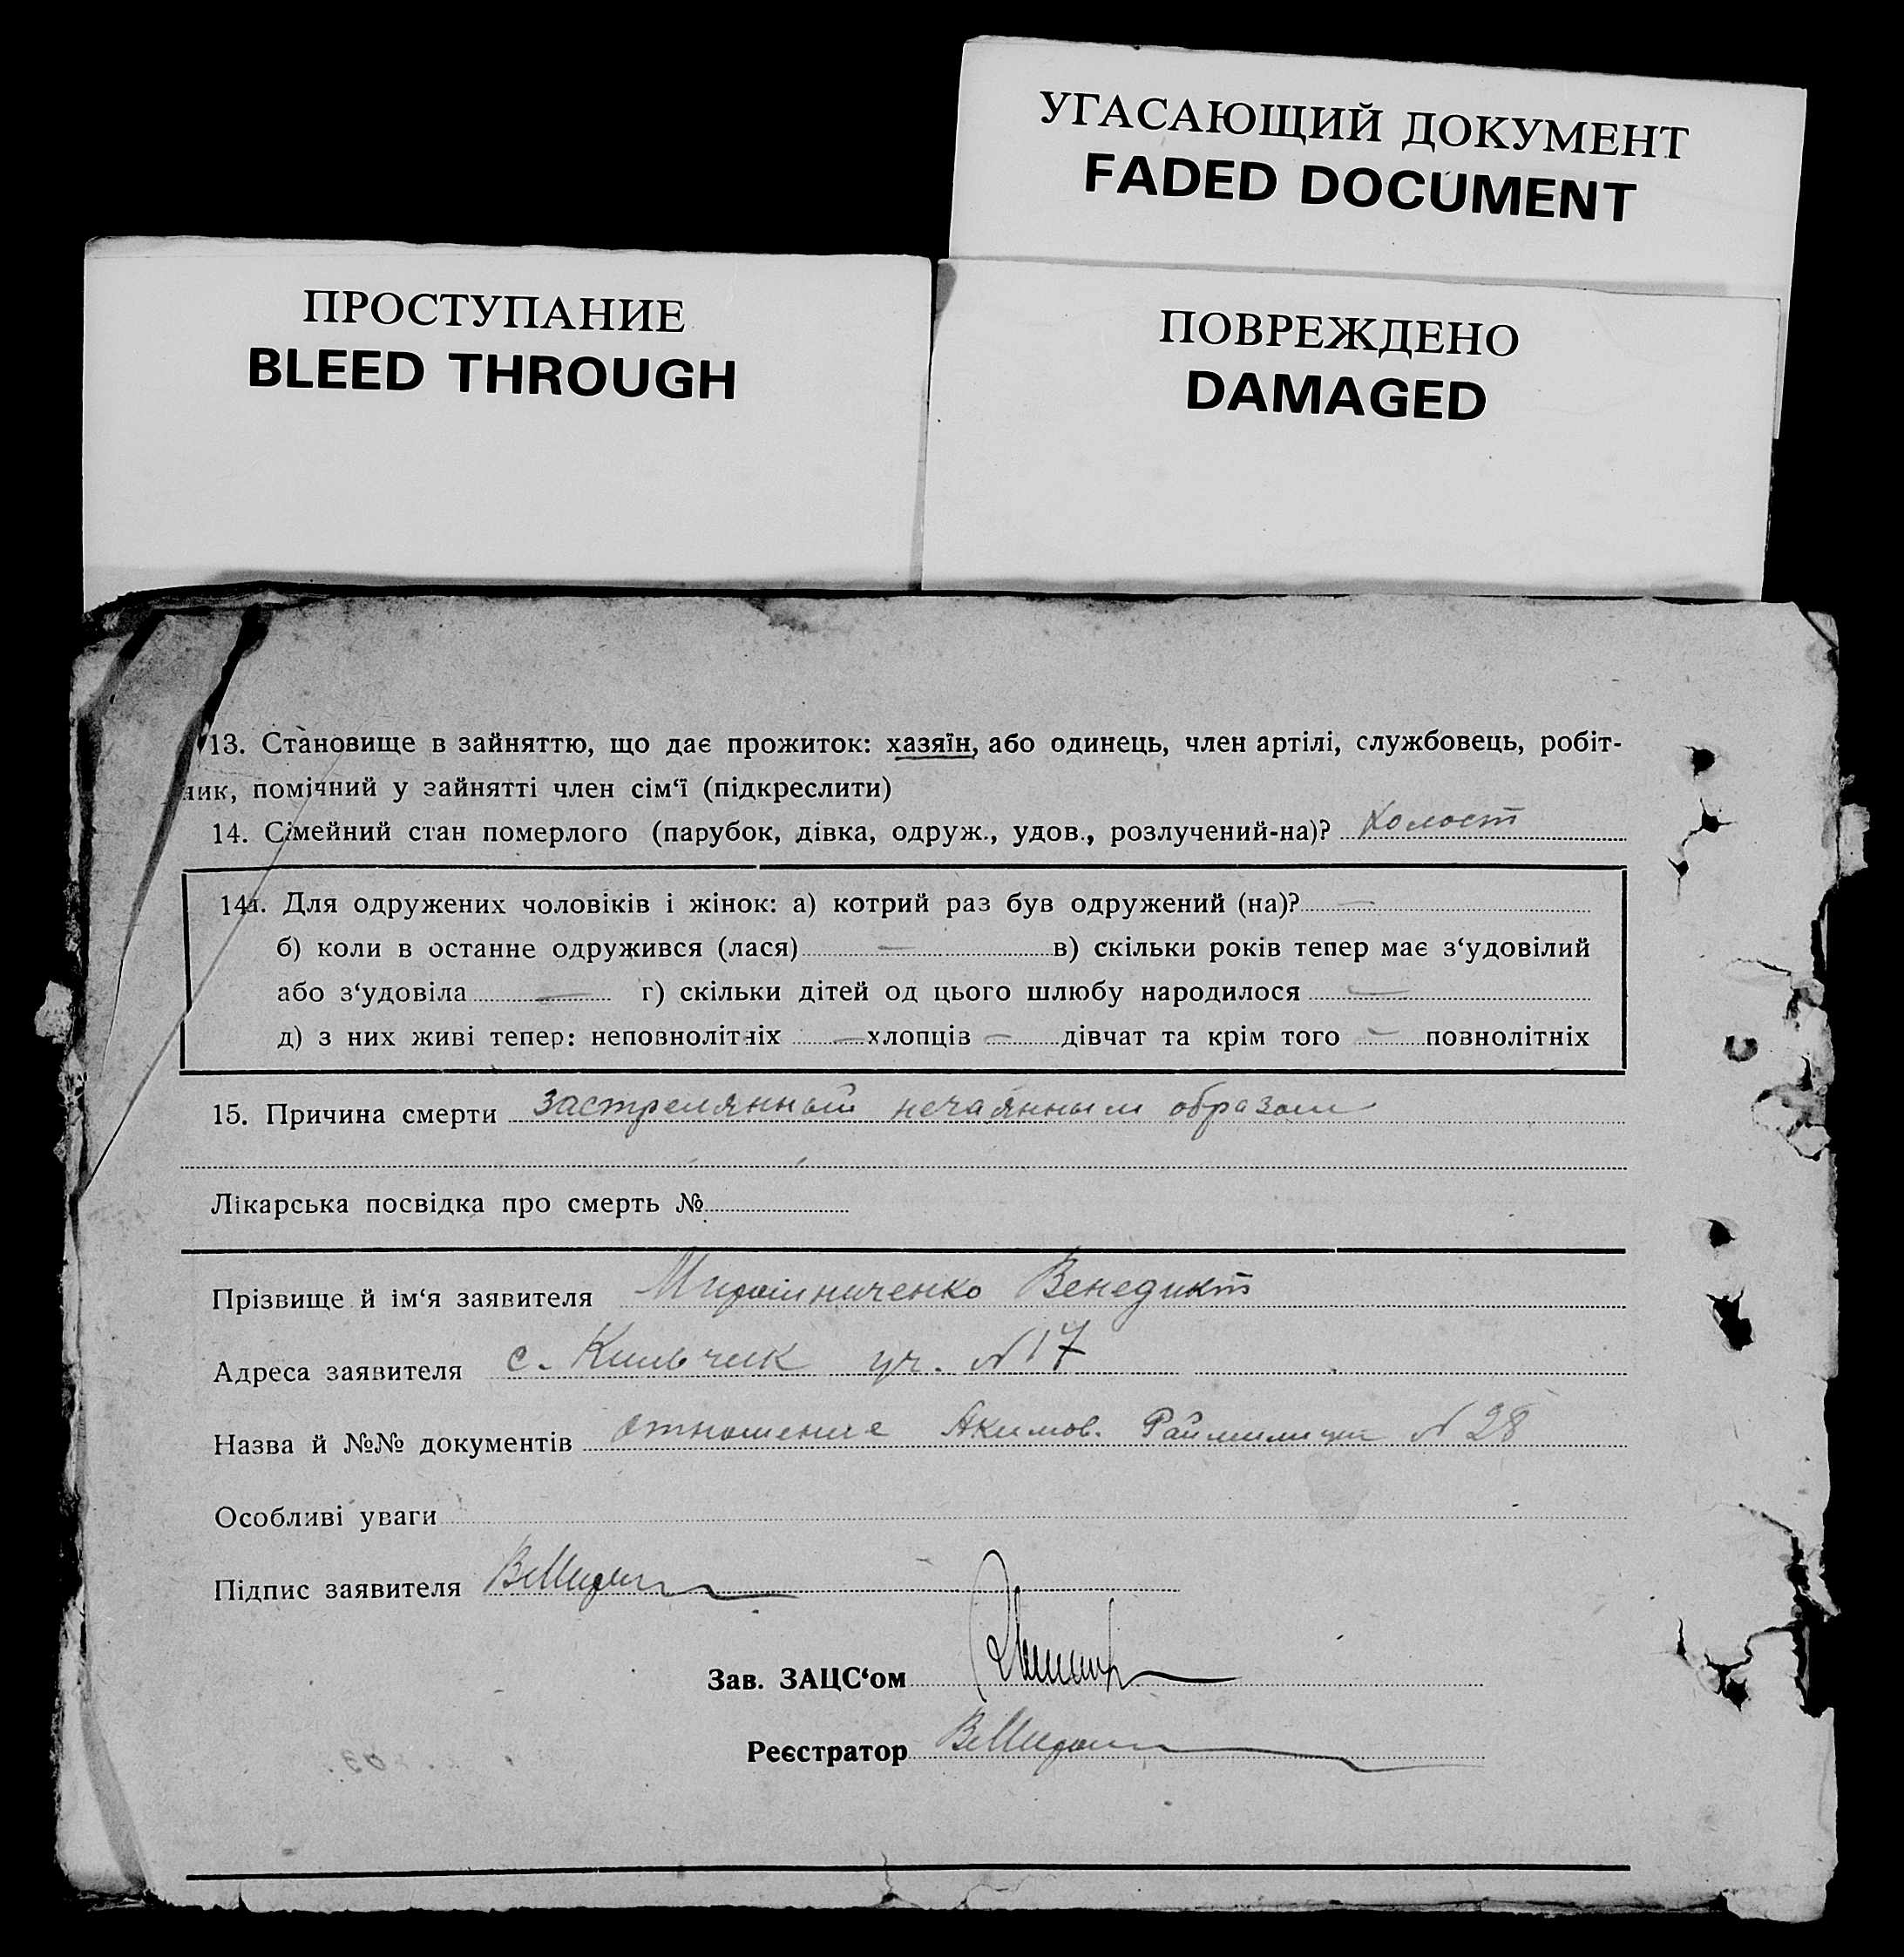 УГАСАЮЩИЙ ДОКУМЕНТ
FADED DOCUMENT
ПРОСТУПАНИЕ
BLEED THROUGH
ПОВРЕЖДЕНО
DAMAGED
13. Становище в зайняттю, що дає прожиток: хазяїн, або одинець, член артілі, службовець, робіт-
ник, помічний у зайнятті член сім‘ї (підкреслити)
14. Сімейний стан померлого (парубок, дівка, одруж., удов., розлучений-на)? Холост
14а. Для одружених чоловіків і жінок: а) котрий раз був одружений (на)? —
б) коли в останне одружився (лася) — в) скільки років тепер має з‘удовілий
або з‘удовіла — г) скільки дітей од цього шлюбу народилося —
д) з них живі тепер: неповнолітніх — хлопців — дівчат та крім того — повнолітніх
15. Причина смерти застрелянный нечаянным образом
Лікарська посвідка про смерть №
Прізвище й ім‘я заявителя Мирошниченко Венедикт
Адреса заявителя с. Кильчик уч. N 17
Назва й №№ документів отношение Акимов. Раймилиции N 28
Особливі уваги
Підпис заявителя
Зав. ЗАЦС‘ом
Реєстратор